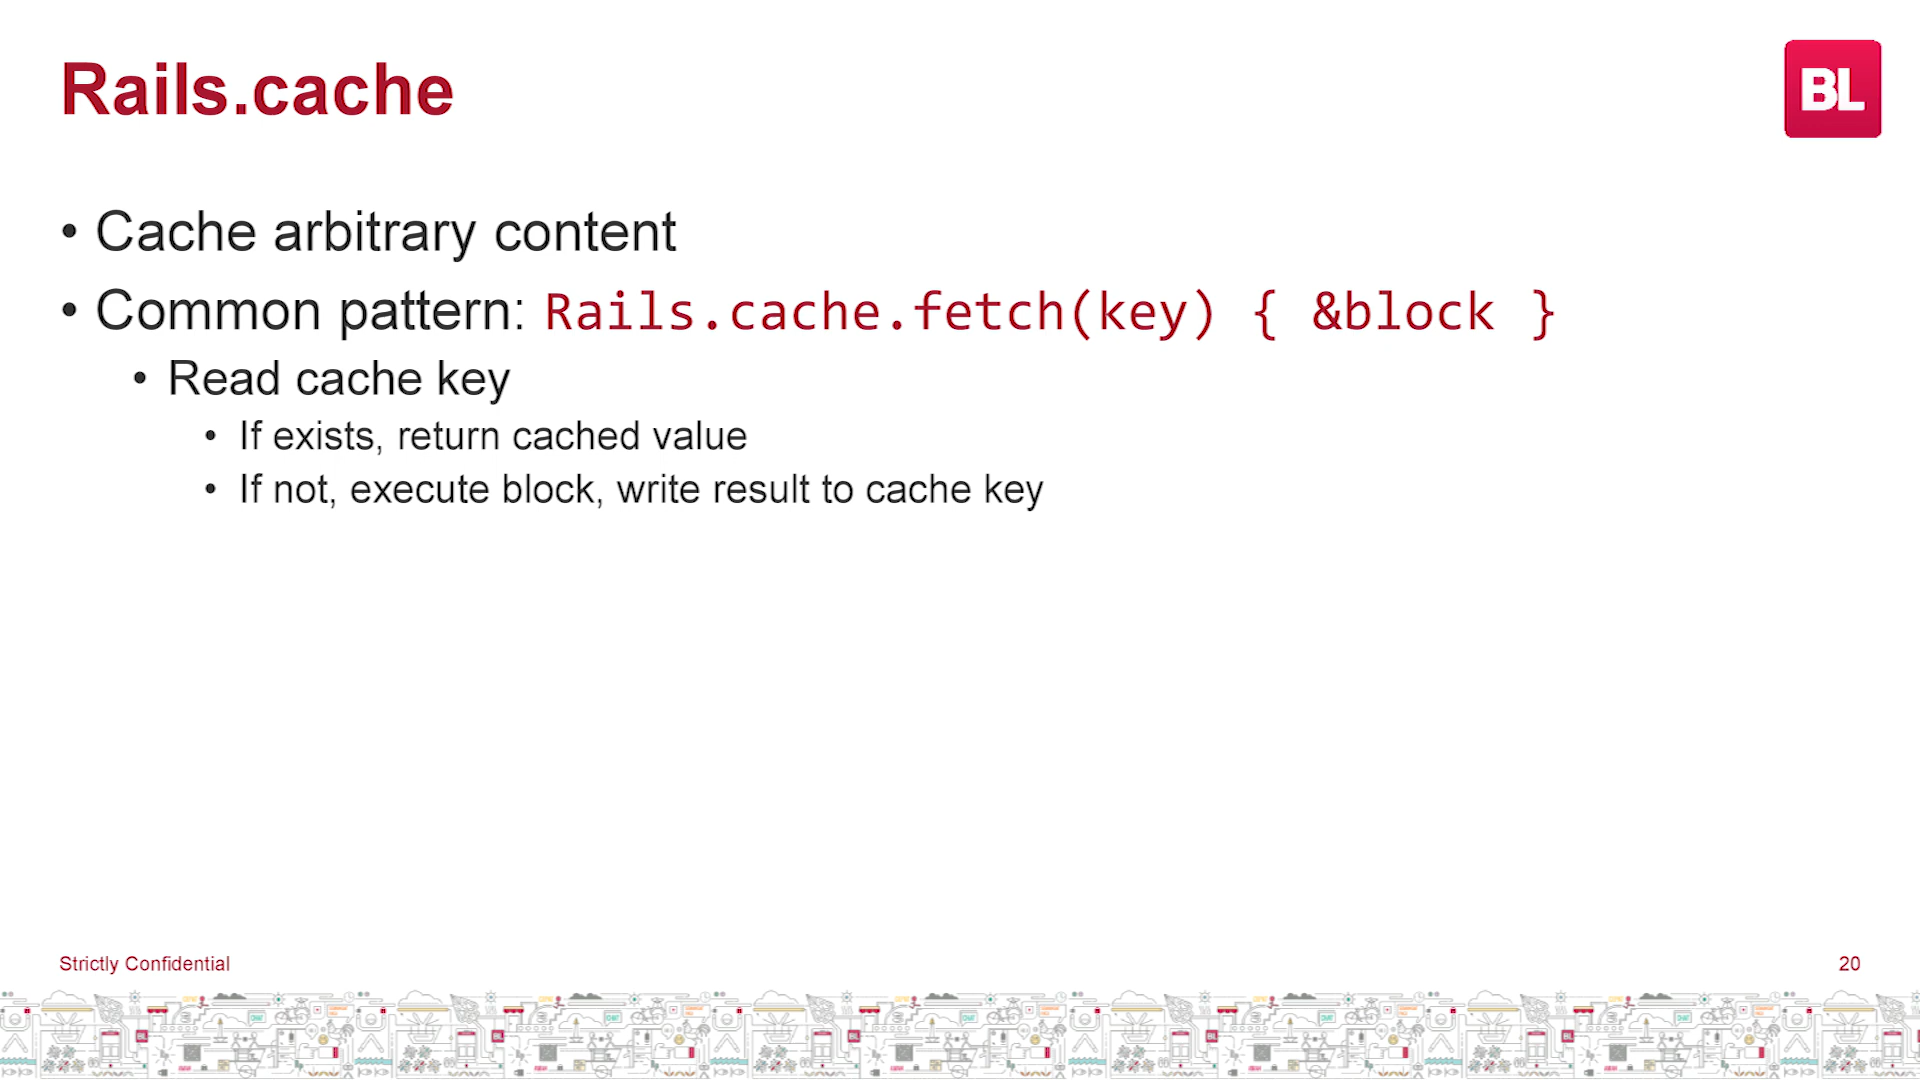 Rails.cache
BL
• Cache arbitrary content
• Common pattern: Rails.cache.fetch(key) { &block }
• Read cache key
• If exists, return cached value
• If not, execute block, write result to cache key
Strictly Confidential
20